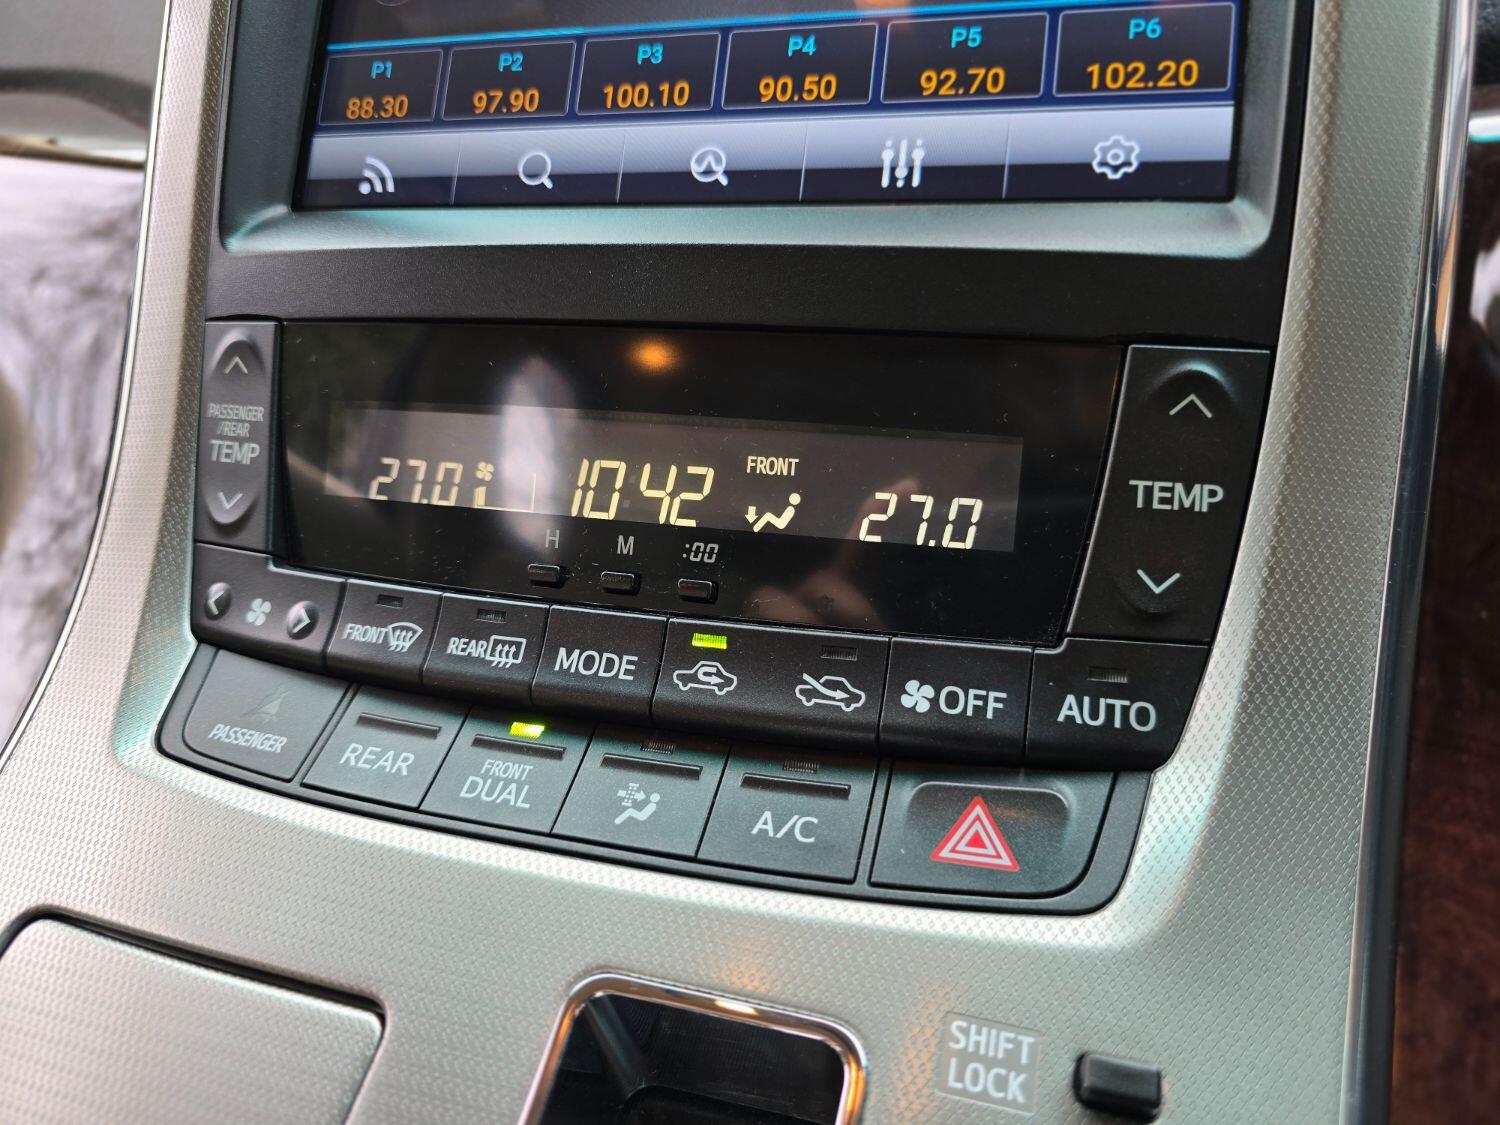 P1 P2 P3 P4 P5 P6
88.30 97.90 100.10 90.50 92.70 102.20
PASSENGER
/REAR
TEMP
27.0 10:42 FRONT 27.0
TEMP
H M :00
FRONT REAR MODE OFF AUTO
PASSENGER REAR FRONT
DUAL A/C
SHIFT
LOCK